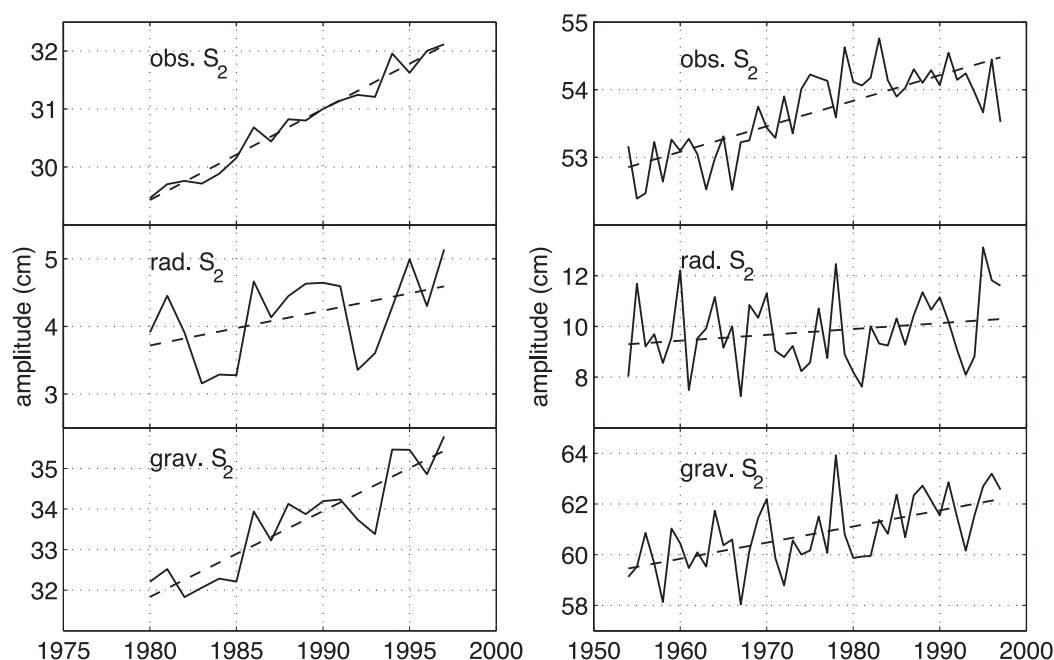 32
31
30
obs. S2
5
4
3
rad. S2
amplitude (cm)
35
34
33
32
grav. S2
1975 1980 1985 1990 1995 2000
55
54
53
obs. S2
12
10
8
rad. S2
amplitude (cm)
64
62
60
58
grav. S2
1950 1960 1970 1980 1990 2000